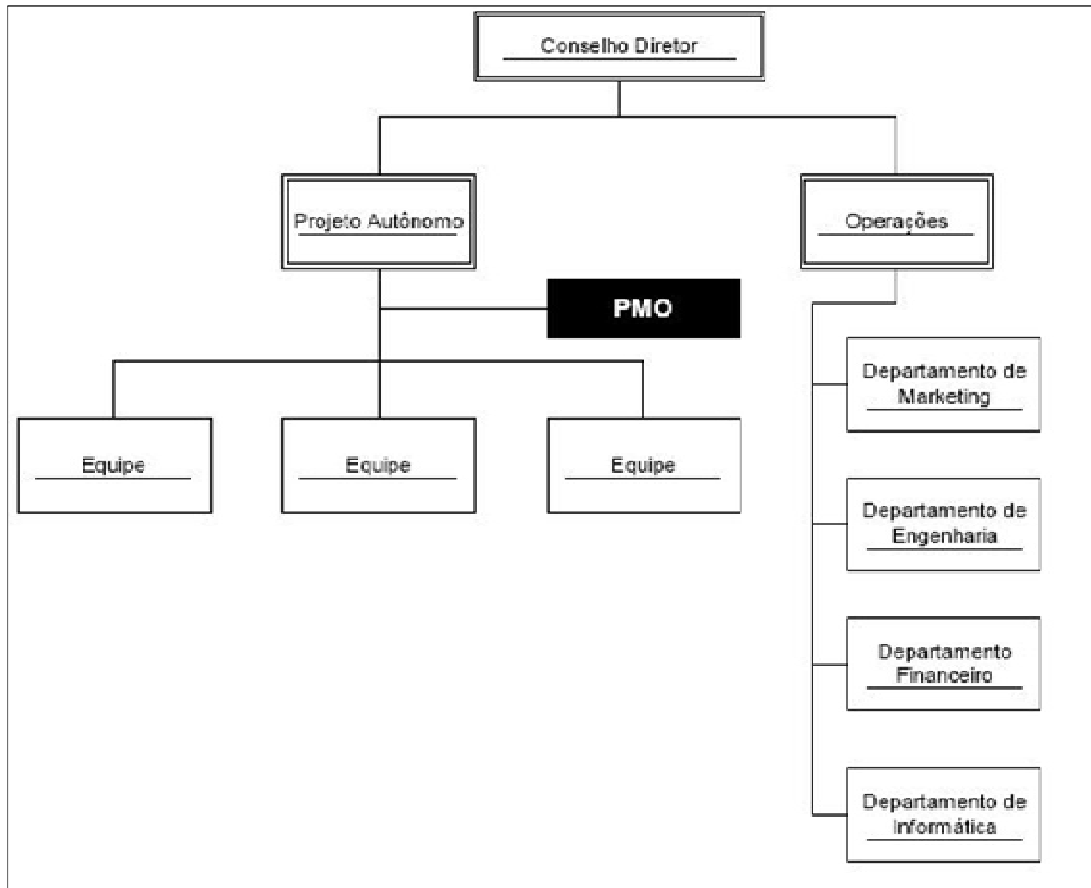 Conselho Diretor
Projeto Autônomo
Operações
PMO
Equipe
Equipe
Equipe
Departamento de
Marketing
Departamento de
Engenharia
Departamento
Financeiro
Departamento de
Informática